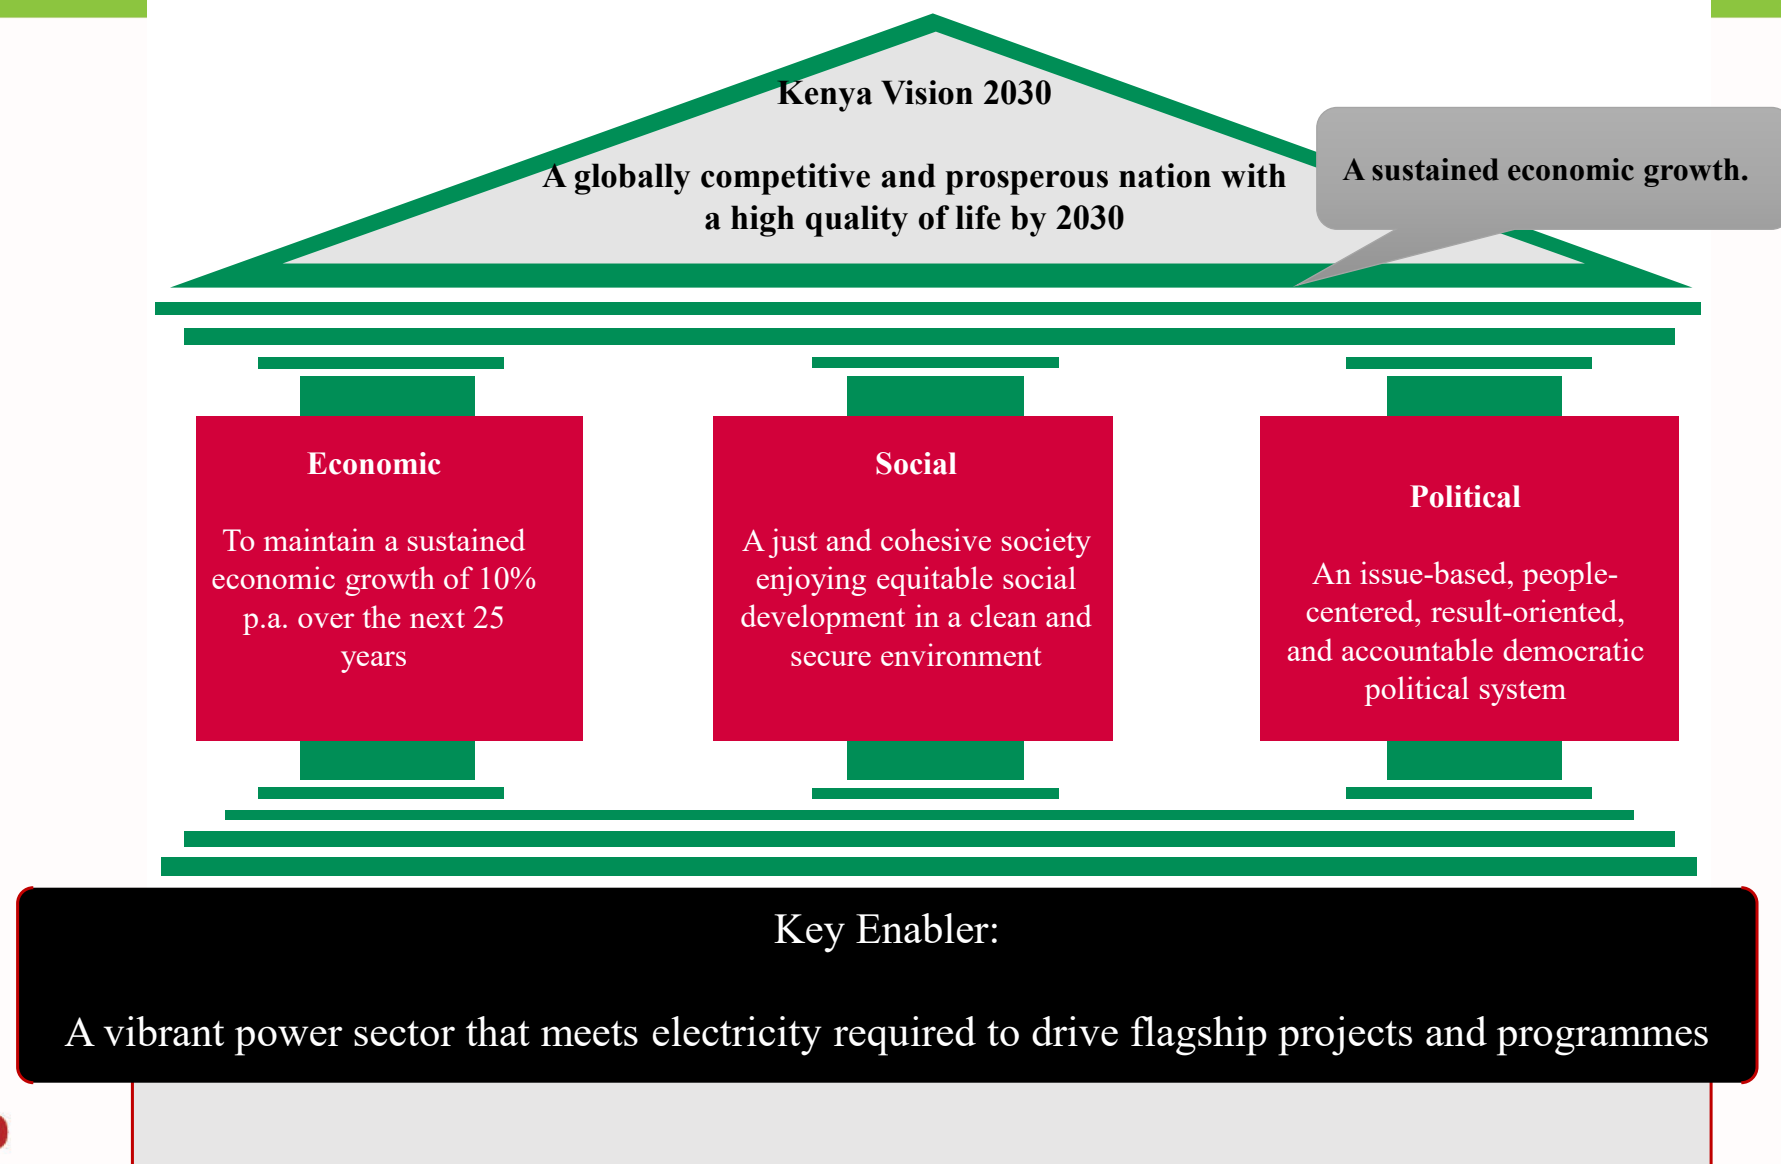 Kenya Vision 2030
A globally competitive and prosperous nation with
a high quality of life by 2030
A sustained economic growth.
Economic
To maintain a sustained
economic growth of 10%
p.a. over the next 25
years
Social
A just and cohesive society
enjoying equitable social
development in a clean and
secure environment
Political
An issue-based, people-
centered, result-oriented,
and accountable democratic
political system
Key Enabler:
A vibrant power sector that meets electricity required to drive flagship projects and programmes